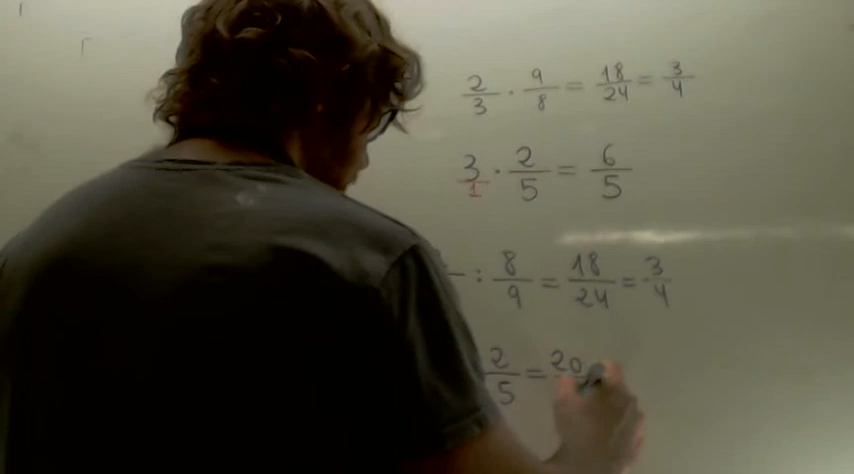 2/3 · 9/8 = 18/24 = 3/4
3/1 · 2/5 = 6/5
: 8/9 = 18/24 = 3/4
2/5 = 20